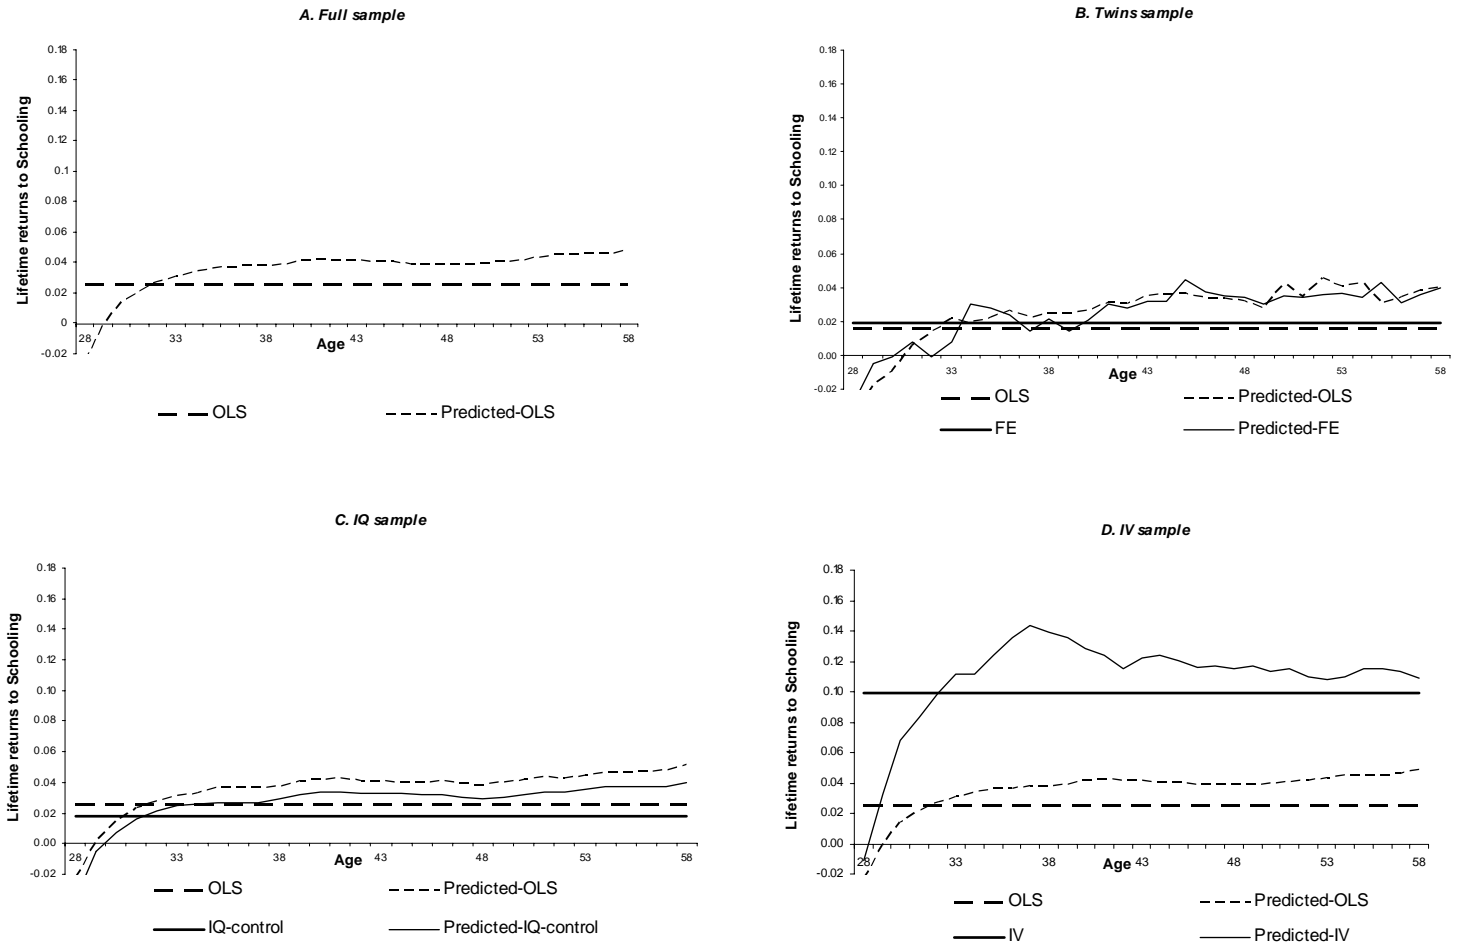 A. Full sample
Lifetime returns to Schooling
0.18
0.16
0.14
0.12
0.1
0.08
0.06
0.04
0.02
0
-0.02
28 33 38 43 48 53 58
Age
OLS Predicted-OLS
B. Twins sample
Lifetime returns to Schooling
0.18
0.16
0.14
0.12
0.10
0.08
0.06
0.04
0.02
0.00
-0.02
28 33 38 43 48 53 58
Age
OLS Predicted-OLS
FE Predicted-FE
C. IQ sample
Lifetime returns to Schooling
0.18
0.16
0.14
0.12
0.10
0.08
0.06
0.04
0.02
0.00
-0.02
28 33 38 43 48 53 58
Age
OLS Predicted-OLS
IQ-control Predicted-IQ-control
D. IV sample
Lifetime returns to Schooling
0.18
0.16
0.14
0.12
0.10
0.08
0.06
0.04
0.02
0.00
-0.02
28 33 38 43 48 53 58
Age
OLS Predicted-OLS
IV Predicted-IV